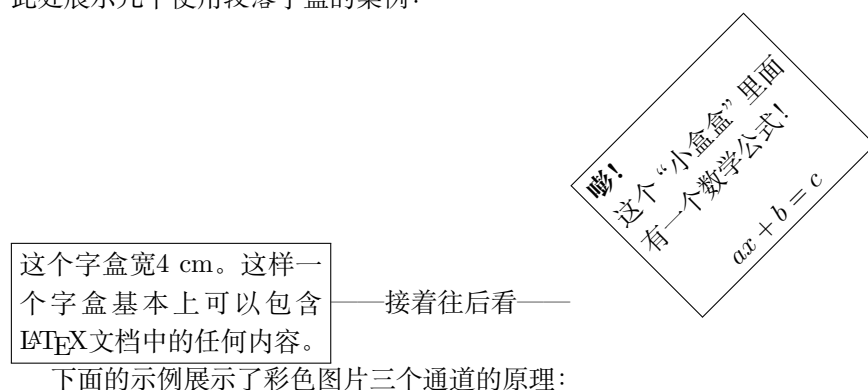 此处展示几个使用段落子盒的案例：
嘭！
这个“小盒盒”里面
有一个数学公式！
ax + b = c
这个字盒宽4 cm。这样一
个字盒基本上可以包含
LATEX文档中的任何内容。
——接着往后看——
下面的示例展示了彩色图片三个通道的原理：